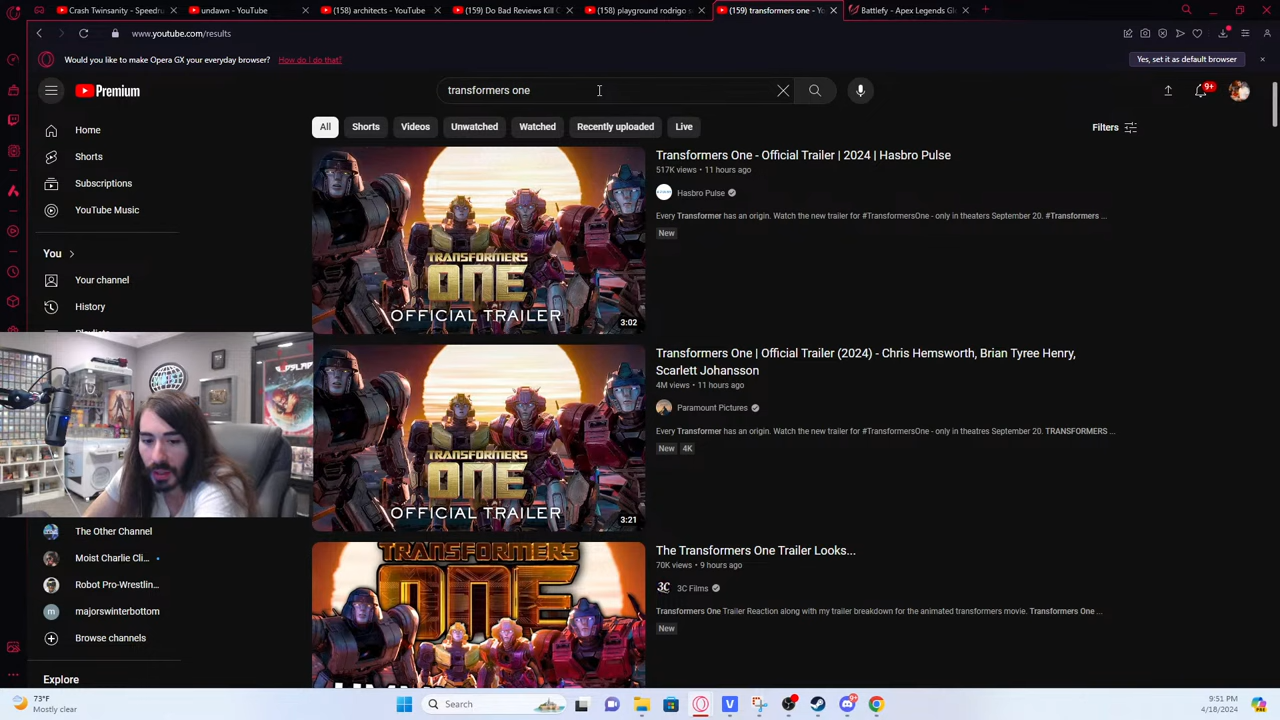 Crash Twinsanity - Speedru
undawn - YouTube
(158) architects - YouTube
(159) Do Bad Reviews Kill C
(158) playground rodrigo s
(159) transformers one - Yo
Battlefy - Apex Legends Gl
www.youtube.com/results
Would you like to make Opera GX your everyday browser?
How do I do that?
Yes, set it as default browser
Premium
transformers one
9+
All
Shorts
Videos
Unwatched
Watched
Recently uploaded
Live
Filters
Home
Shorts
Subscriptions
YouTube Music
You
Your channel
History
Playlists
The Other Channel
Moist Charlie Cli...
Robot Pro-Wrestlin...
majorswinterbottom
Browse channels
Explore
TRANSFORMERS
ONE
OFFICIAL TRAILER
3:02
Transformers One - Official Trailer | 2024 | Hasbro Pulse
517K views • 11 hours ago
Hasbro Pulse
Every Transformer has an origin. Watch the new trailer for #TransformersOne - only in theaters September 20. #Transformers ...
New
TRANSFORMERS
ONE
OFFICIAL TRAILER
3:21
Transformers One | Official Trailer (2024) - Chris Hemsworth, Brian Tyree Henry,
Scarlett Johansson
4M views • 11 hours ago
Paramount Pictures
Every Transformer has an origin. Watch the new trailer for #TransformersOne - only in theatres September 20. TRANSFORMERS ...
New
4K
TRANSFORMERS
ONE
The Transformers One Trailer Looks...
70K views • 9 hours ago
3C
3C Films
Transformers One Trailer Reaction along with my trailer breakdown for the animated transformers movie. Transformers One ...
New
73°F
Mostly clear
Search
9+
9:51 PM
4/18/2024